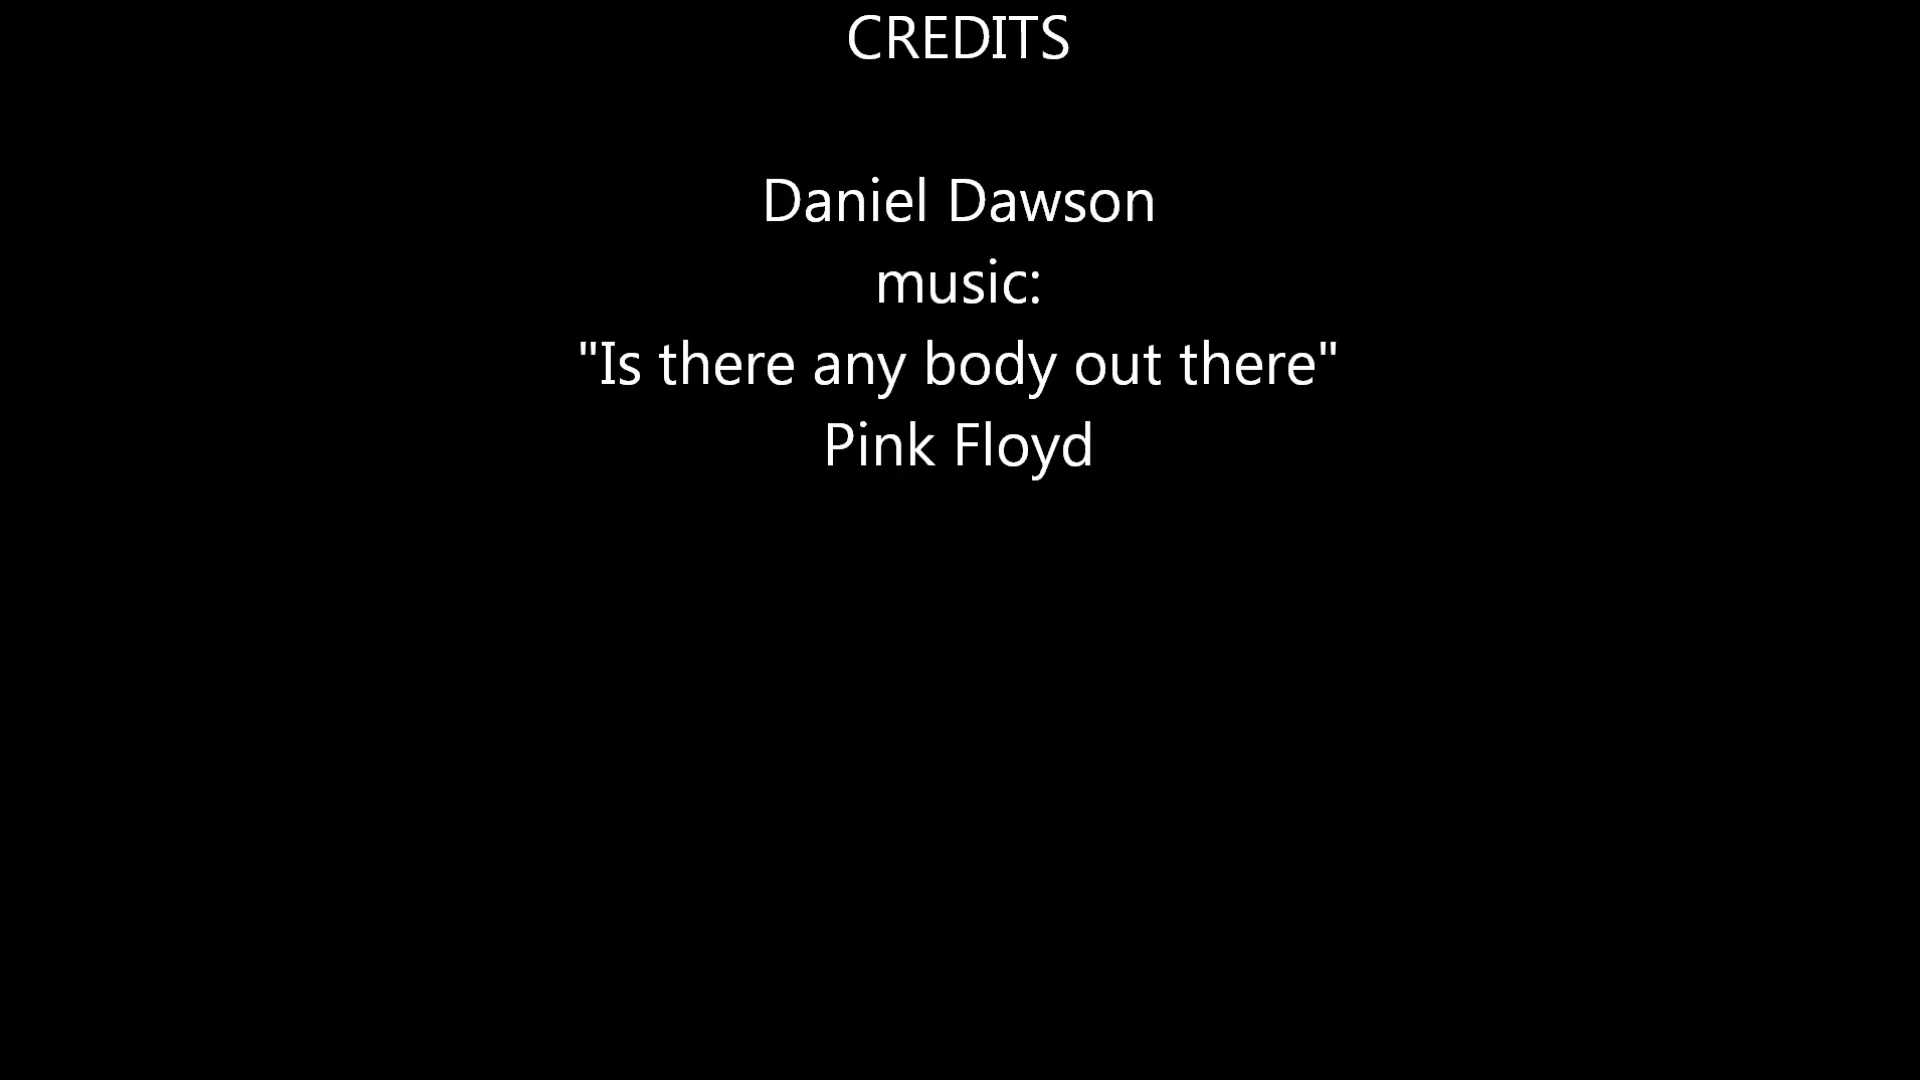 CREDITS
Daniel Dawson
music:
"Is there any body out there"
Pink Floyd